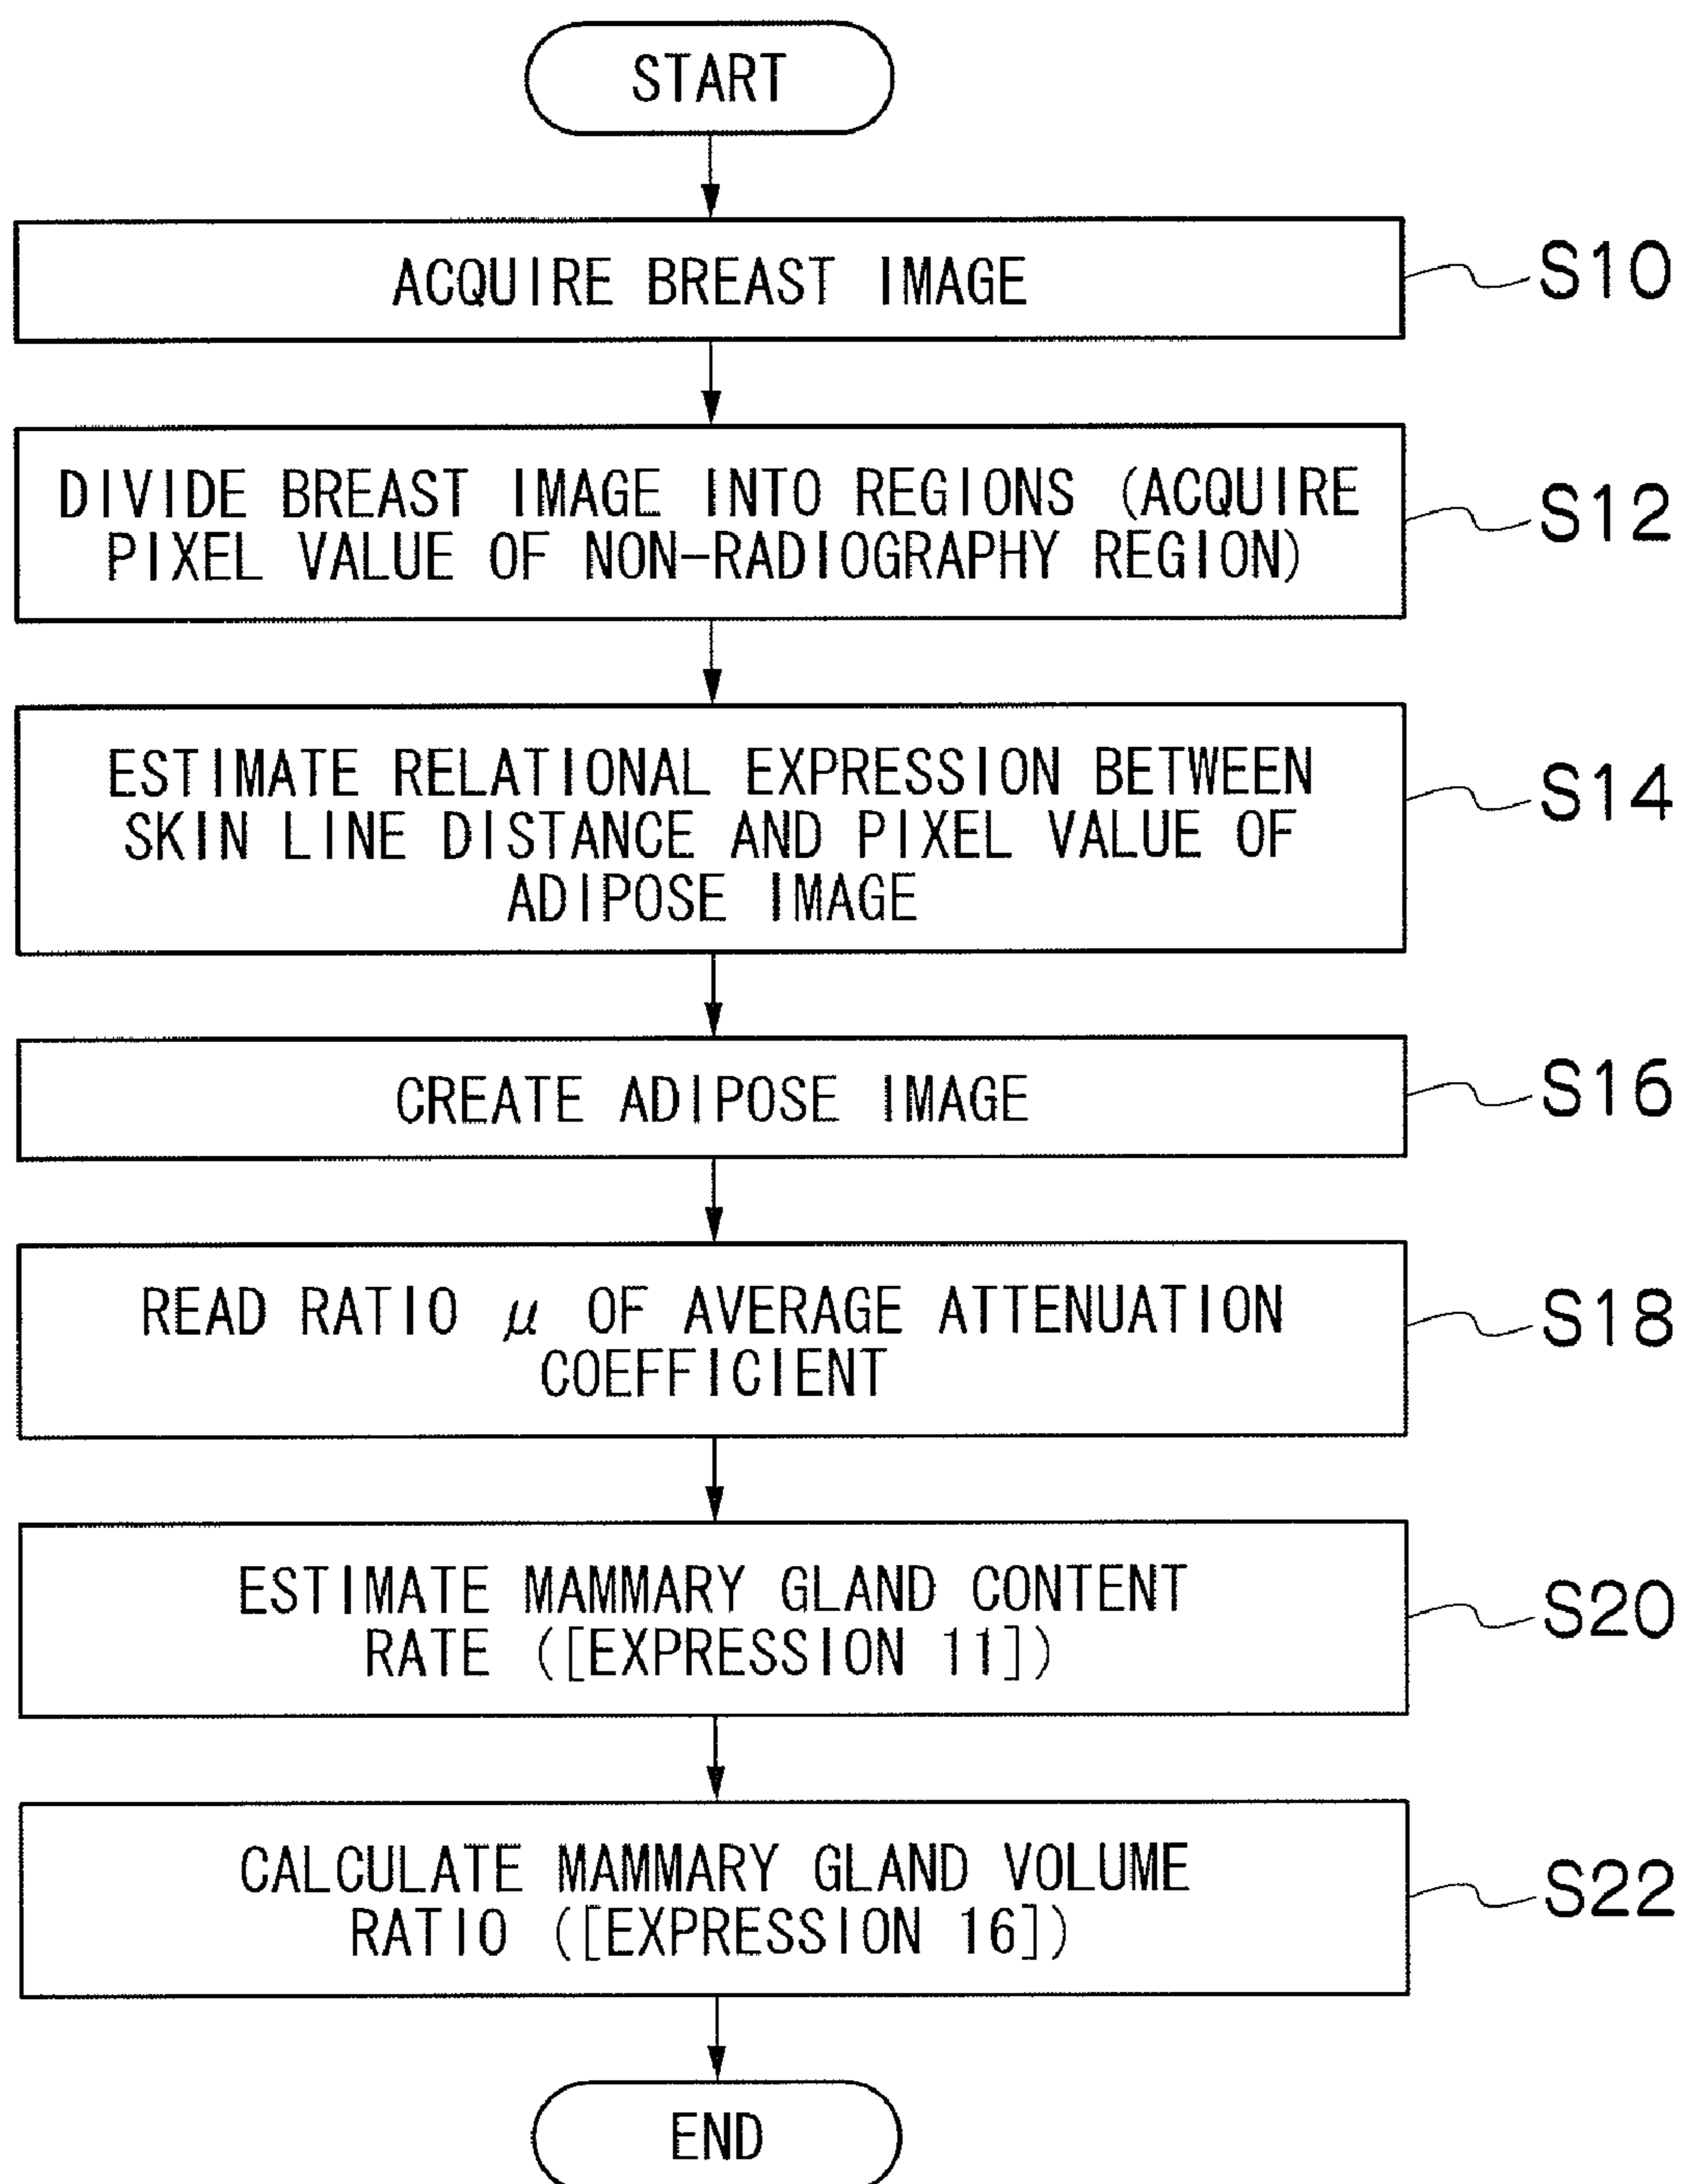 START
ACQUIRE BREAST IMAGE
S10
DIVIDE BREAST IMAGE INTO REGIONS (ACQUIRE
PIXEL VALUE OF NON-RADIOGRAPHY REGION)
S12
ESTIMATE RELATIONAL EXPRESSION BETWEEN
SKIN LINE DISTANCE AND PIXEL VALUE OF
ADIPOSE IMAGE
S14
CREATE ADIPOSE IMAGE
S16
READ RATIO μ OF AVERAGE ATTENUATION
COEFFICIENT
S18
ESTIMATE MAMMARY GLAND CONTENT
RATE ([EXPRESSION 11])
S20
CALCULATE MAMMARY GLAND VOLUME
RATIO ([EXPRESSION 16])
S22
END